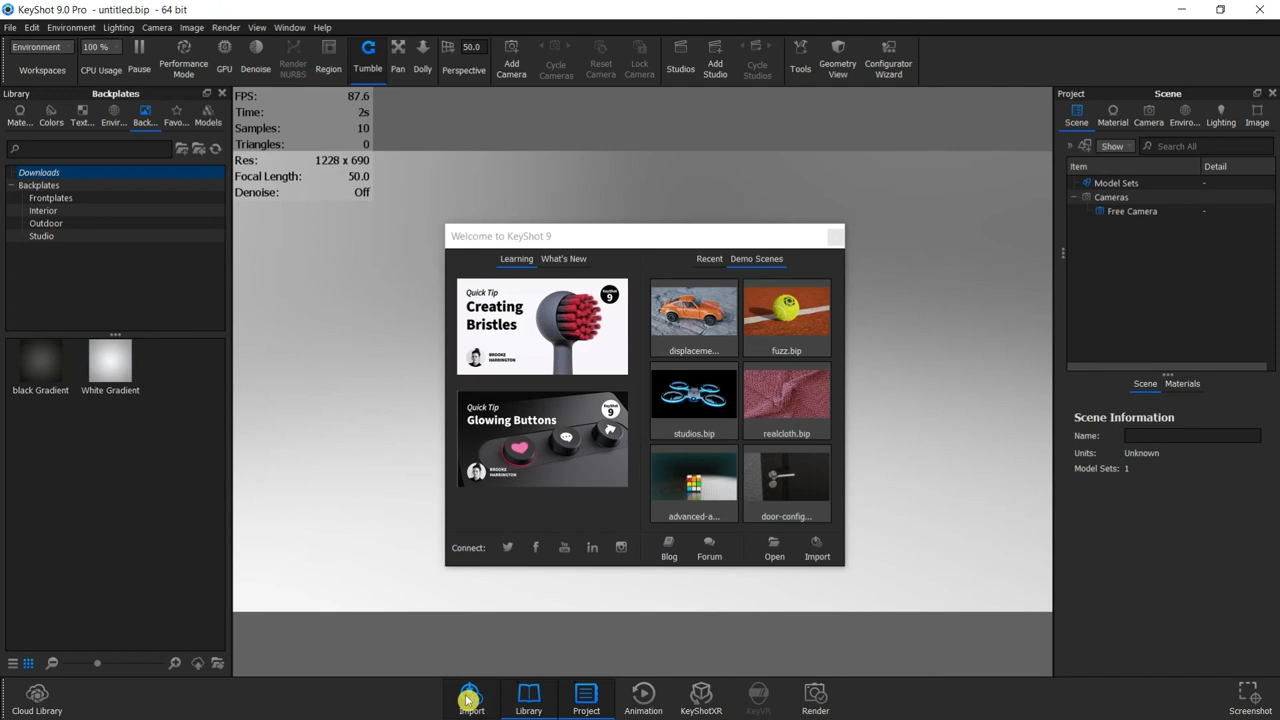 KeyShot 9.0 Pro - untitled.bip - 64 bit
File Edit Environment Lighting Camera Image Render View Window Help
Environment 100 % 50.0
Workspaces CPU Usage Pause Performance Mode GPU Denoise Render NURBS Region Tumble Pan Dolly Perspective Add Camera Cycle Cameras Reset Camera Lock Camera Studios Add Studio Cycle Studios Tools Geometry View Configurator Wizard
Library Backplates
Mate... Colors Text... Envir... Back... Favo... Models
Downloads
Backplates
Frontplates
Interior
Outdoor
Studio
black Gradient White Gradient
FPS: 87.6
Time: 2s
Samples: 10
Triangles: 0
Res: 1228 x 690
Focal Length: 50.0
Denoise: Off
Welcome to KeyShot 9
Learning What's New
Quick Tip
Creating
Bristles
KeyShot
9
BROOKE
HARRINGTON
Quick Tip
Glowing Buttons
KeyShot
9
BROOKE
HARRINGTON
Recent Demo Scenes
displaceme... fuzz.bip
studios.bip realcloth.bip
advanced-a... door-config...
Connect: Blog Forum Open Import
Project Scene
Scene Material Camera Enviro... Lighting Image
Show Search All
Item Detail
Model Sets -
Cameras
Free Camera -
Scene Materials
Scene Information
Name:
Units: Unknown
Model Sets: 1
Cloud Library Import Library Project Animation KeyShotXR KeyVR Render Screenshot